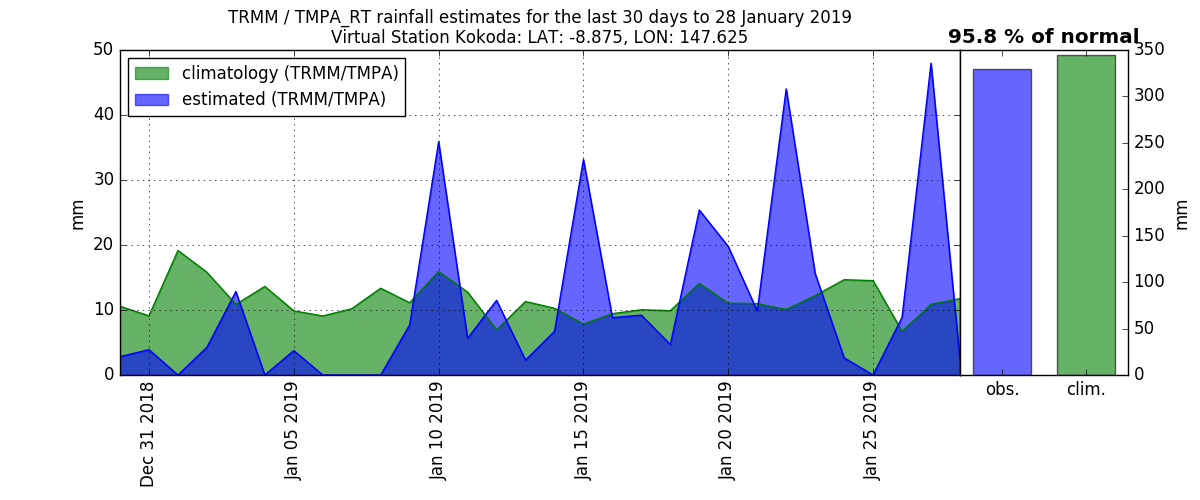 TRMM / TMPA_RT rainfall estimates for the last 30 days to 28 January 2019
Virtual Station Kokoda: LAT: -8.875, LON: 147.625
95.8 % of normal
climatology (TRMM/TMPA)
estimated (TRMM/TMPA)
50
40
30
20
10
0
mm
Dec 31 2018
Jan 05 2019
Jan 10 2019
Jan 15 2019
Jan 20 2019
Jan 25 2019
obs.
clim.
350
300
250
200
150
100
50
0
mm